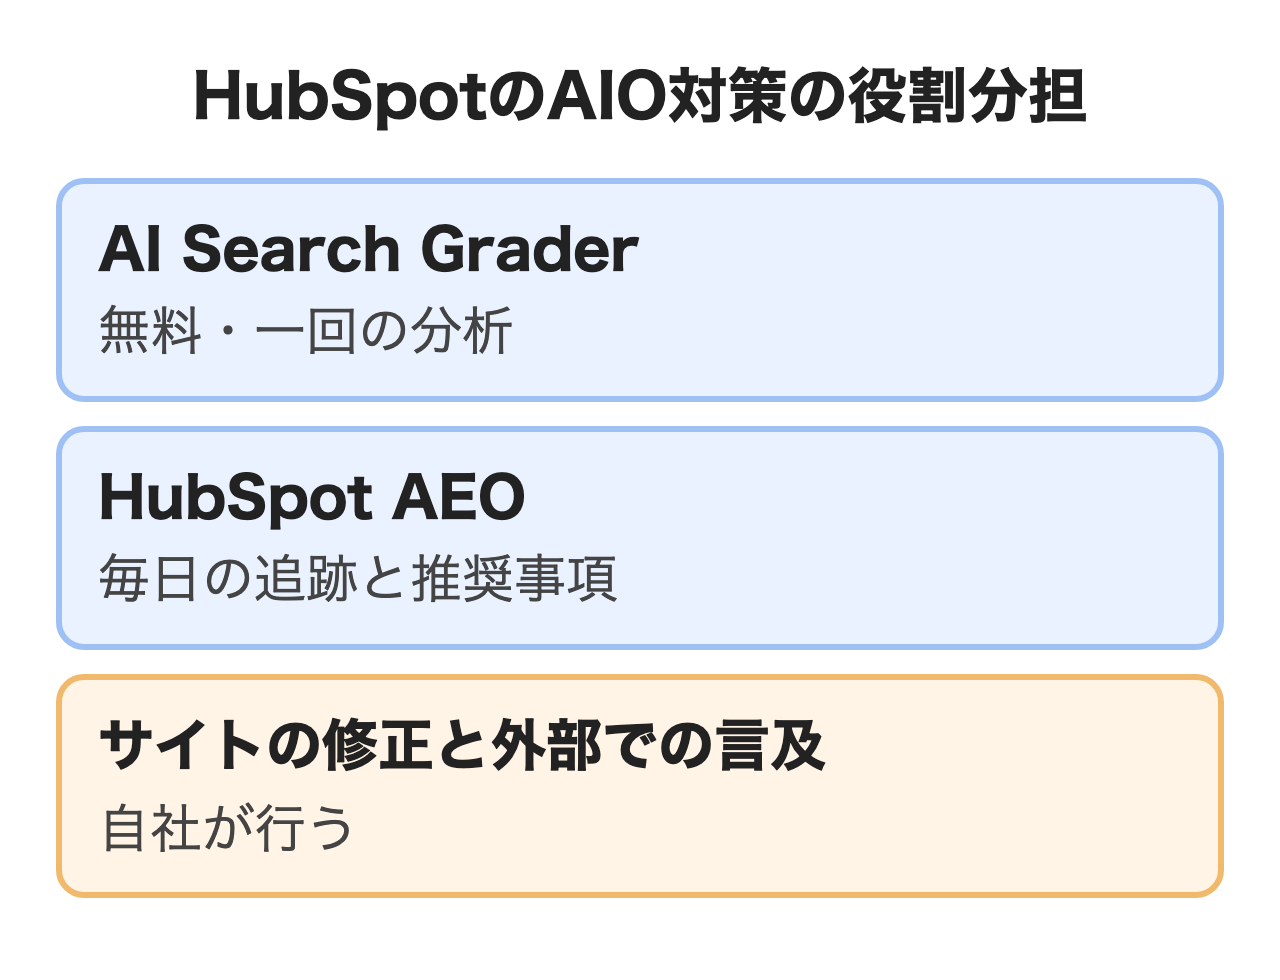 HubSpotのAIO対策の役割分担
AI Search Grader
無料・一回の分析
HubSpot AEO
毎日の追跡と推奨事項
サイトの修正と外部での言及
自社が行う